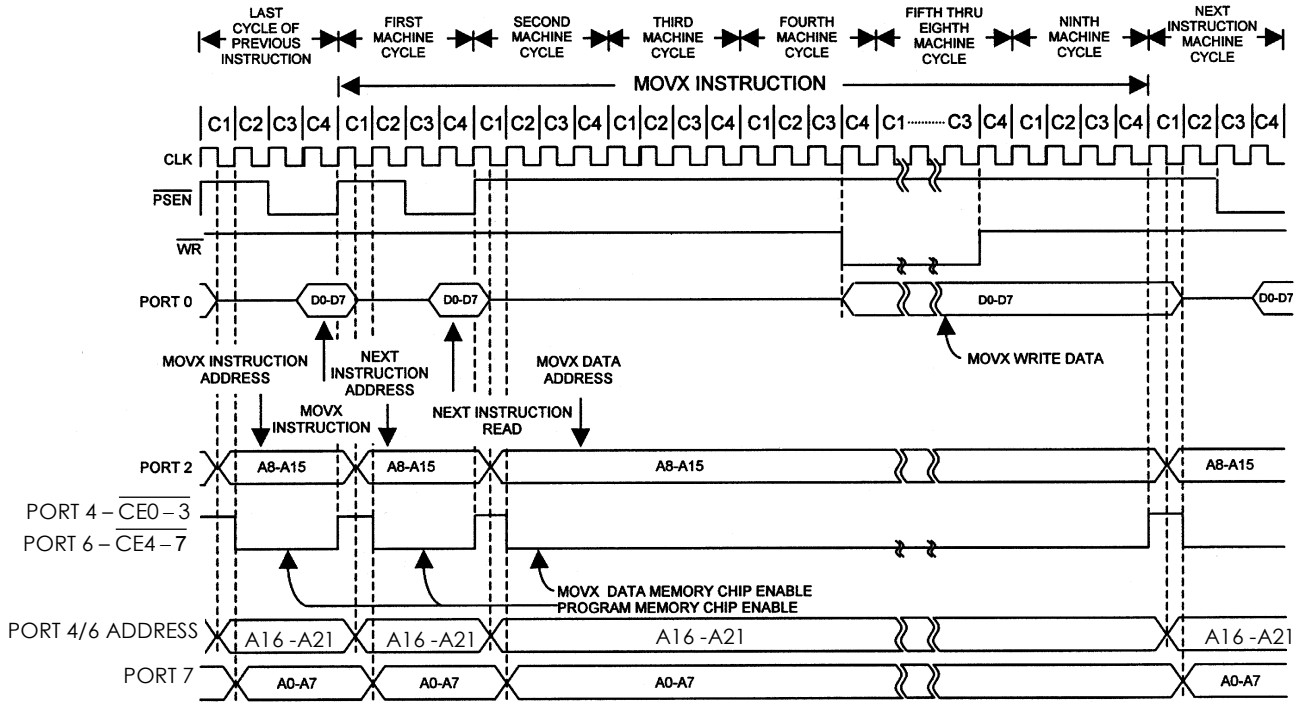 LAST
CYCLE OF
PREVIOUS
INSTRUCTION
FIRST
MACHINE
CYCLE
SECOND
MACHINE
CYCLE
THIRD
MACHINE
CYCLE
FOURTH
MACHINE
CYCLE
FIFTH THRU
EIGHTH
MACHINE
CYCLE
NINTH
MACHINE
CYCLE
NEXT
INSTRUCTION
MACHINE
CYCLE
MOVX INSTRUCTION
C1 C2 C3 C4 C1 C2 C3 C4 C1 C2 C3 C4 C1 C2 C3 C4 C1 C2 C3 C4 C1 ......... C3 C4 C1 C2 C3 C4 C1 C2 C3 C4
CLK
PSEN
WR
PORT 0 D0-D7 D0-D7 D0-D7 D0-D7
MOVX INSTRUCTION
ADDRESS
NEXT
INSTRUCTION
ADDRESS
MOVX DATA
ADDRESS
MOVX WRITE DATA
MOVX
INSTRUCTION
NEXT INSTRUCTION
READ
PORT 2 A8-A15 A8-A15 A8-A15 A8-A15
PORT 4 – CE0 – 3
PORT 6 – CE4 – 7
MOVX DATA MEMORY CHIP ENABLE
PROGRAM MEMORY CHIP ENABLE
PORT 4/6 ADDRESS A16 -A21 A16 -A21 A16 -A21 A16 -A21
PORT 7 A0-A7 A0-A7 A0-A7 A0-A7